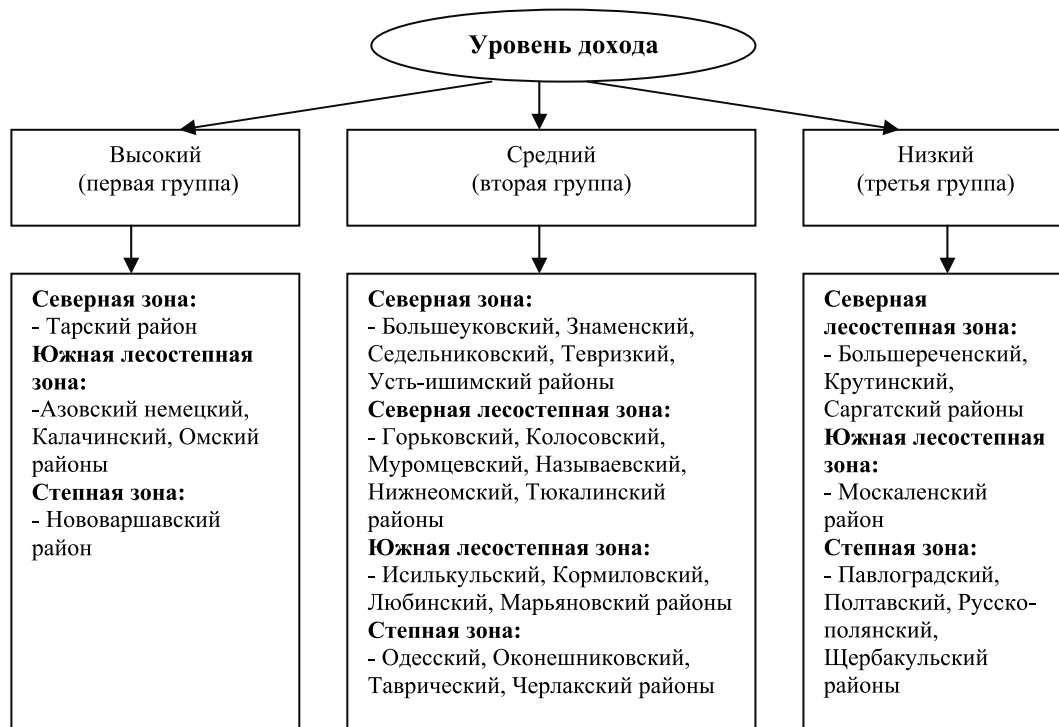 Уровень дохода
Высокий
(первая группа)
Средний
(вторая группа)
Низкий
(третья группа)
Северная зона:
- Тарский район
Южная лесостепная
зона:
-Азовский немецкий,
Калачинский, Омский
районы
Степная зона:
- Нововаршавский
район
Северная зона:
- Большеуковский, Знаменский,
Седельниковский, Тевризкий,
Усть-ишимский районы
Северная лесостепная зона:
- Горьковский, Колосовский,
Муромцевский, Называевский,
Нижнеомский, Тюкалинский
районы
Южная лесостепная зона:
- Исилькульский, Кормиловский,
Любинский, Марьяновский районы
Степная зона:
- Одесский, Оконешниковский,
Таврический, Черлакский районы
Северная
лесостепная зона:
- Большереченский,
Крутинский,
Саргатский районы
Южная лесостепная
зона:
- Москаленский
район
Степная зона:
- Павлоградский,
Полтавский, Русско-
полянский,
Щербакульский
районы